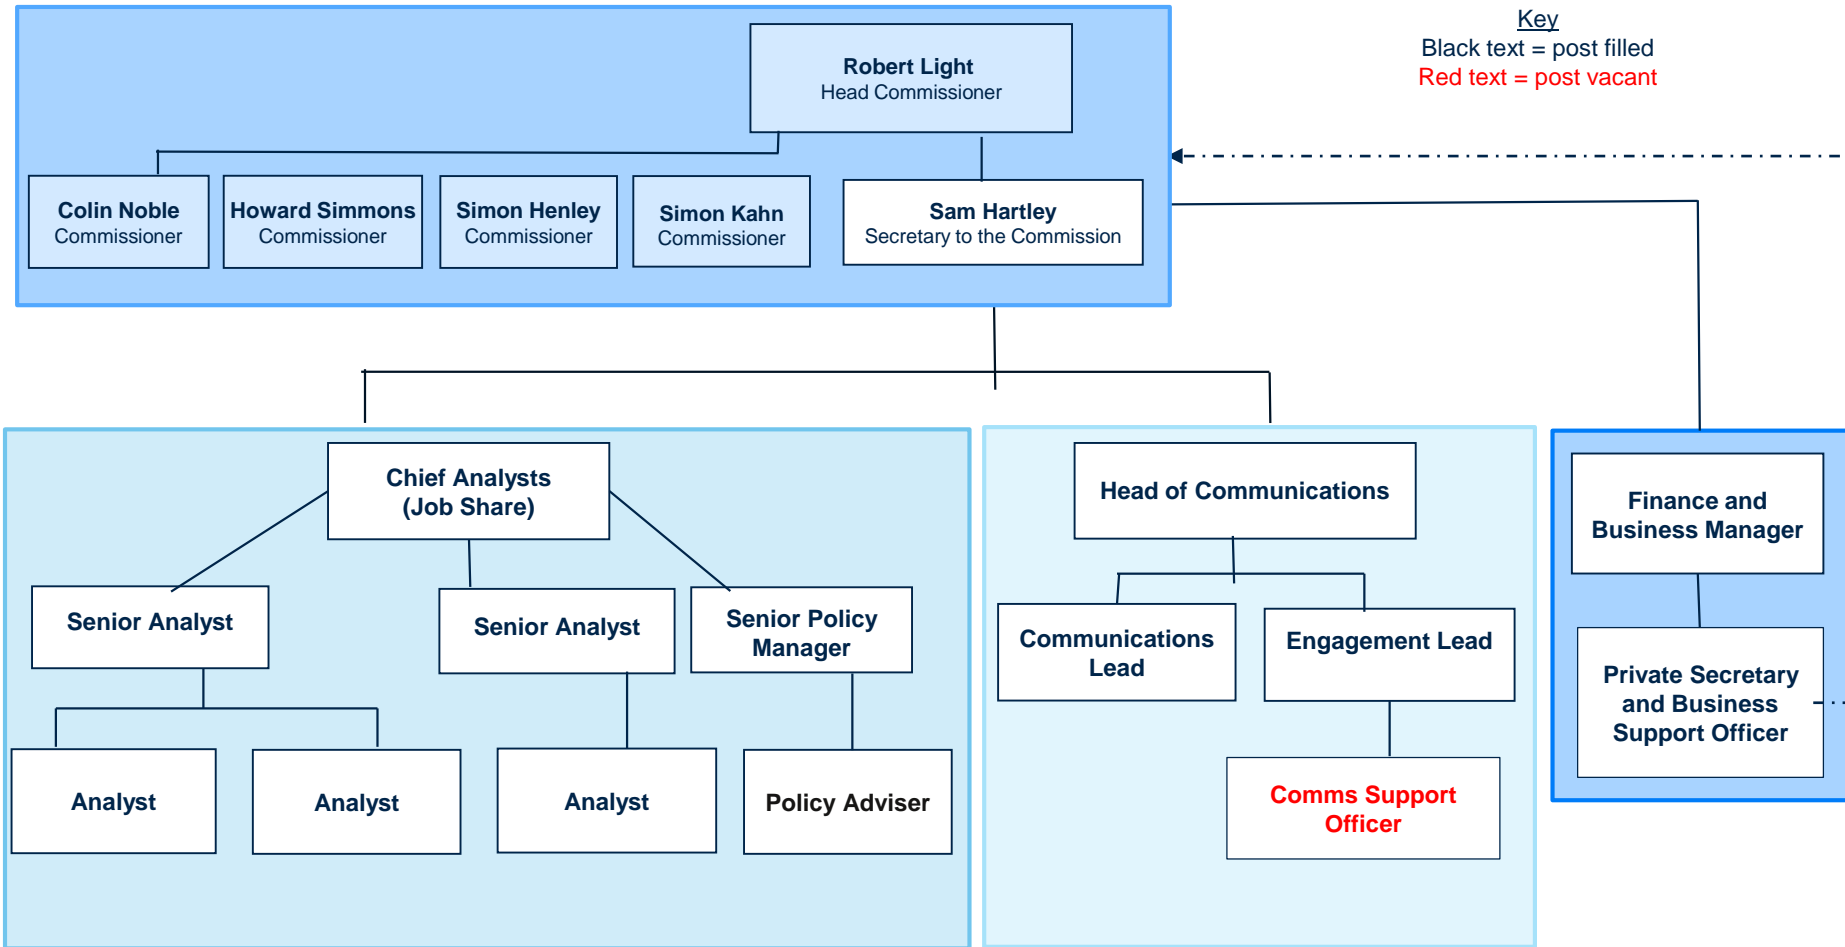 Key
Black text = post filled
Red text = post vacant
Robert Light
Head Commissioner
Colin Noble
Commissioner
Howard Simmons
Commissioner
Simon Henley
Commissioner
Simon Kahn
Commissioner
Sam Hartley
Secretary to the Commission
Chief Analysts
(Job Share)
Senior Analyst
Senior Analyst
Senior Policy
Manager
Analyst
Analyst
Analyst
Policy Adviser
Head of Communications
Communications
Lead
Engagement Lead
Comms Support
Officer
Finance and
Business Manager
Private Secretary
and Business
Support Officer